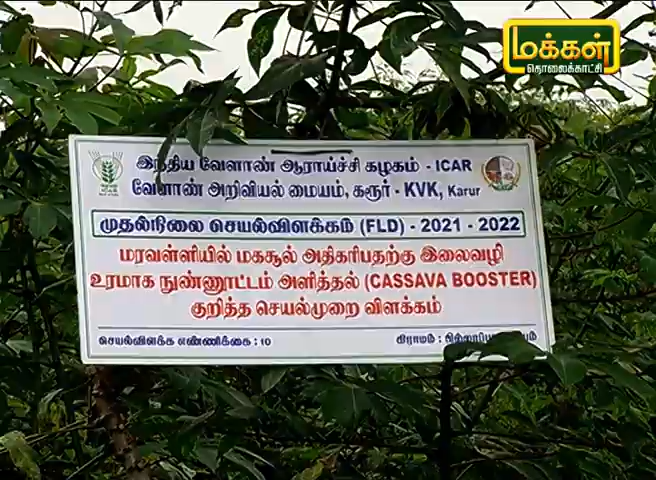 மக்கள்
தொலைக்காட்சி
இந்திய வேளாண் ஆராய்ச்சி கழகம் - ICAR
வேளாண் அறிவியல் மையம், கரூர் - KVK, Karur
முதல்நிலை செயல்விளக்கம் (FLD) - 2021 - 2022
மரவள்ளியில் மகசூல் அதிகரிபதற்கு இலைவழி
உரமாக நுண்ணூட்டம் அளித்தல் (CASSAVA BOOSTER)
குறித்த செயல்முறை விளக்கம்
செயல்விளக்க எண்ணிக்கை : 10 கிராமம் :